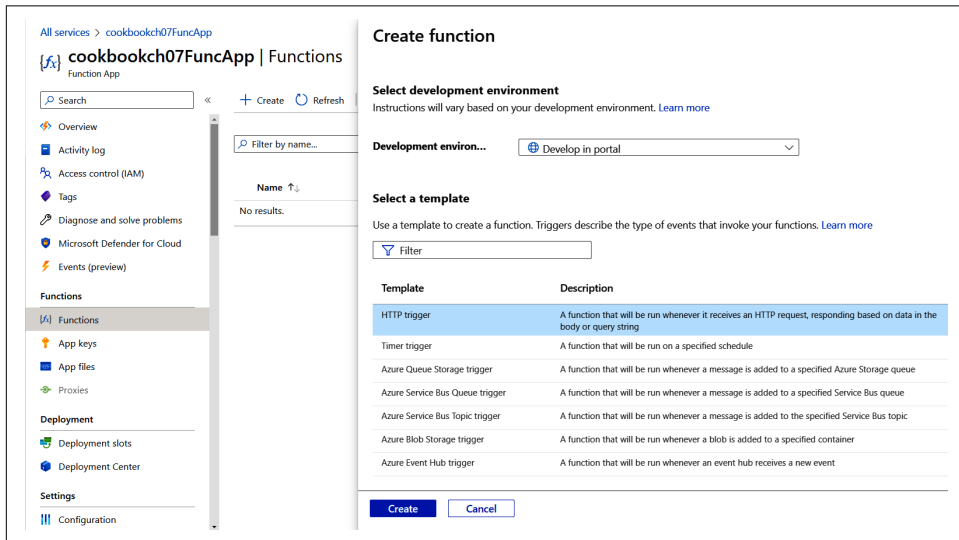 All services > cookbookch07FuncApp
{fx} cookbookch07FuncApp | Functions
Function App
Search
«
Overview
Activity log
Access control (IAM)
Tags
Diagnose and solve problems
Microsoft Defender for Cloud
Events (preview)
Functions
{fx} Functions
App keys
App files
Proxies
Deployment
Deployment slots
Deployment Center
Settings
Configuration
+ Create Refresh
Filter by name...
Name ↑↓
No results.
Create function
Select development environment
Instructions will vary based on your development environment. Learn more
Development environ... Develop in portal
Select a template
Use a template to create a function. Triggers describe the type of events that invoke your functions. Learn more
Filter
Template Description
HTTP trigger A function that will be run whenever it receives an HTTP request, responding based on data in the
body or query string
Timer trigger A function that will be run on a specified schedule
Azure Queue Storage trigger A function that will be run whenever a message is added to a specified Azure Storage queue
Azure Service Bus Queue trigger A function that will be run whenever a message is added to a specified Service Bus queue
Azure Service Bus Topic trigger A function that will be run whenever a message is added to the specified Service Bus topic
Azure Blob Storage trigger A function that will be run whenever a blob is added to a specified container
Azure Event Hub trigger A function that will be run whenever an event hub receives a new event
Create Cancel